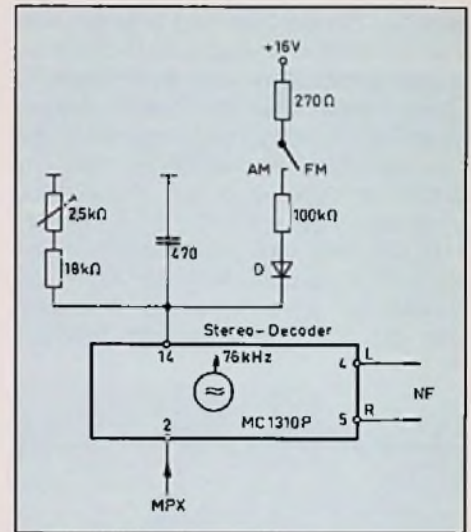 +16V
270Ω
AM FM
2,5kΩ
470
100kΩ
18kΩ
D
Stereo-Decoder
14
76kHz
4 L
NF
MC1310P
5 R
2
MPX